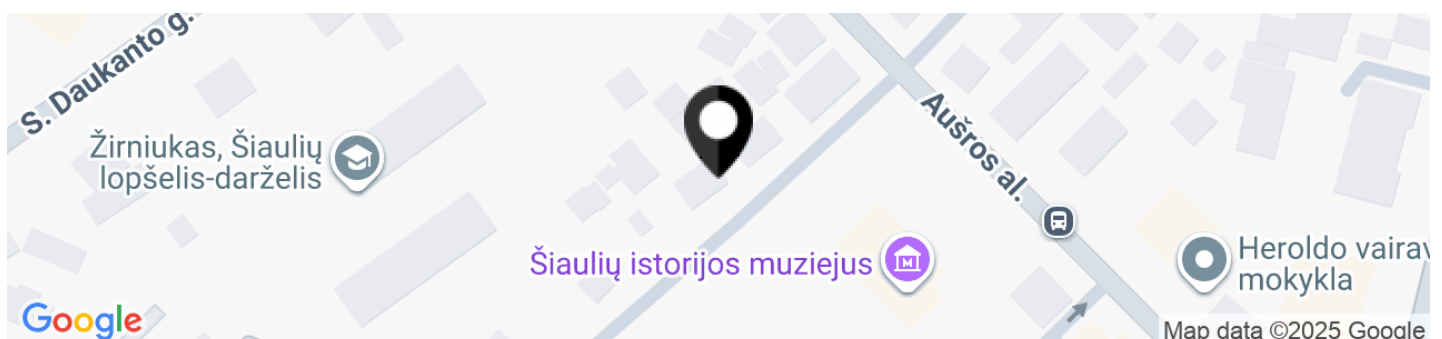 S. Daukanto g.
Žirniukas, Šiaulių
lopšelis-darželis
Aušros al.
Šiaulių istorijos muziejus
M
Heroldo vairav
mokykla
Google
Map data ©2025 Google